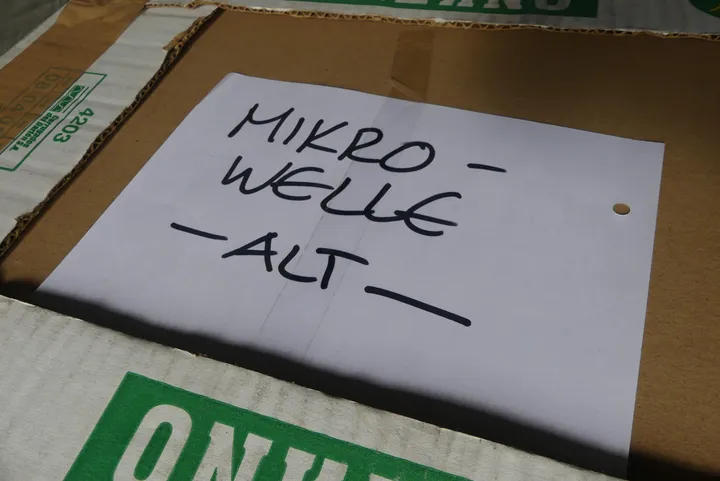 MIKRO -
WELLE
- ALT -
4203